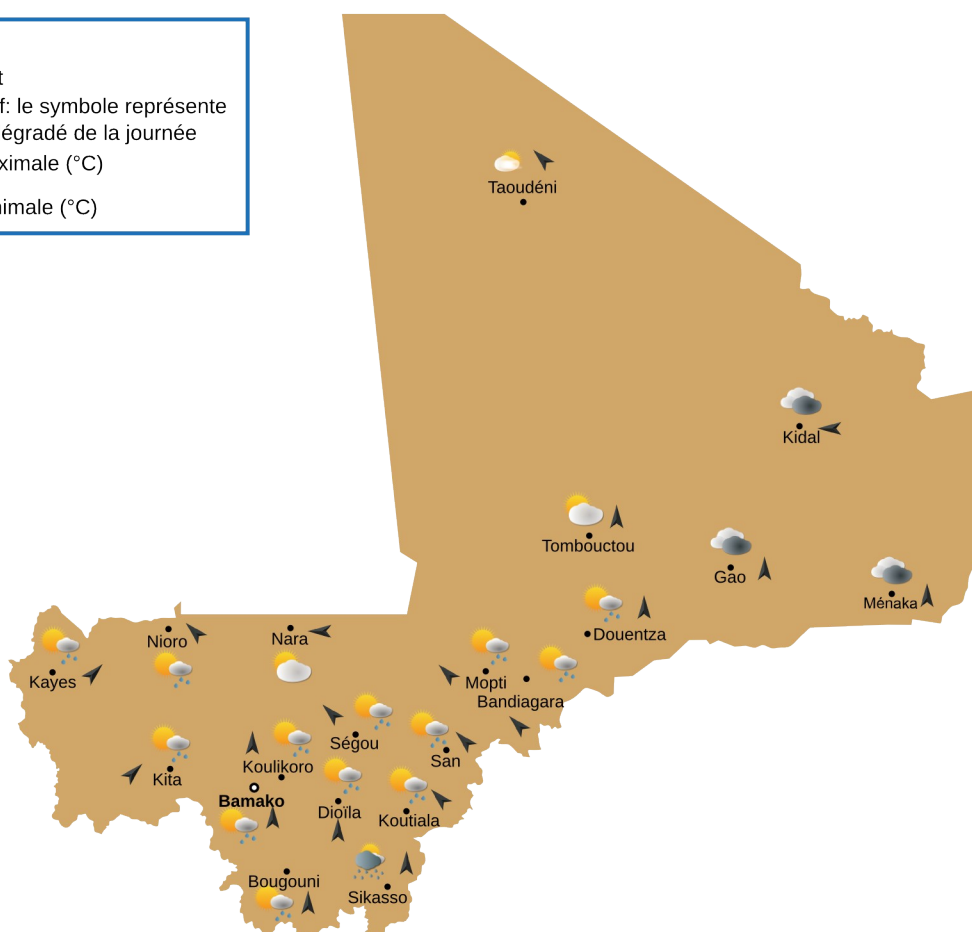 t
f: le symbole représente
égradé de la journée
ximale (°C)
nimale (°C)
Taoudéni
Kidal
Tombouctou
Gao
Ménaka
Douentza
Nioro
Nara
Kayes
Mopti
Bandiagara
Ségou
San
Koulikoro
Kita
Bamako
Dioïla
Koutiala
Bougouni
Sikasso